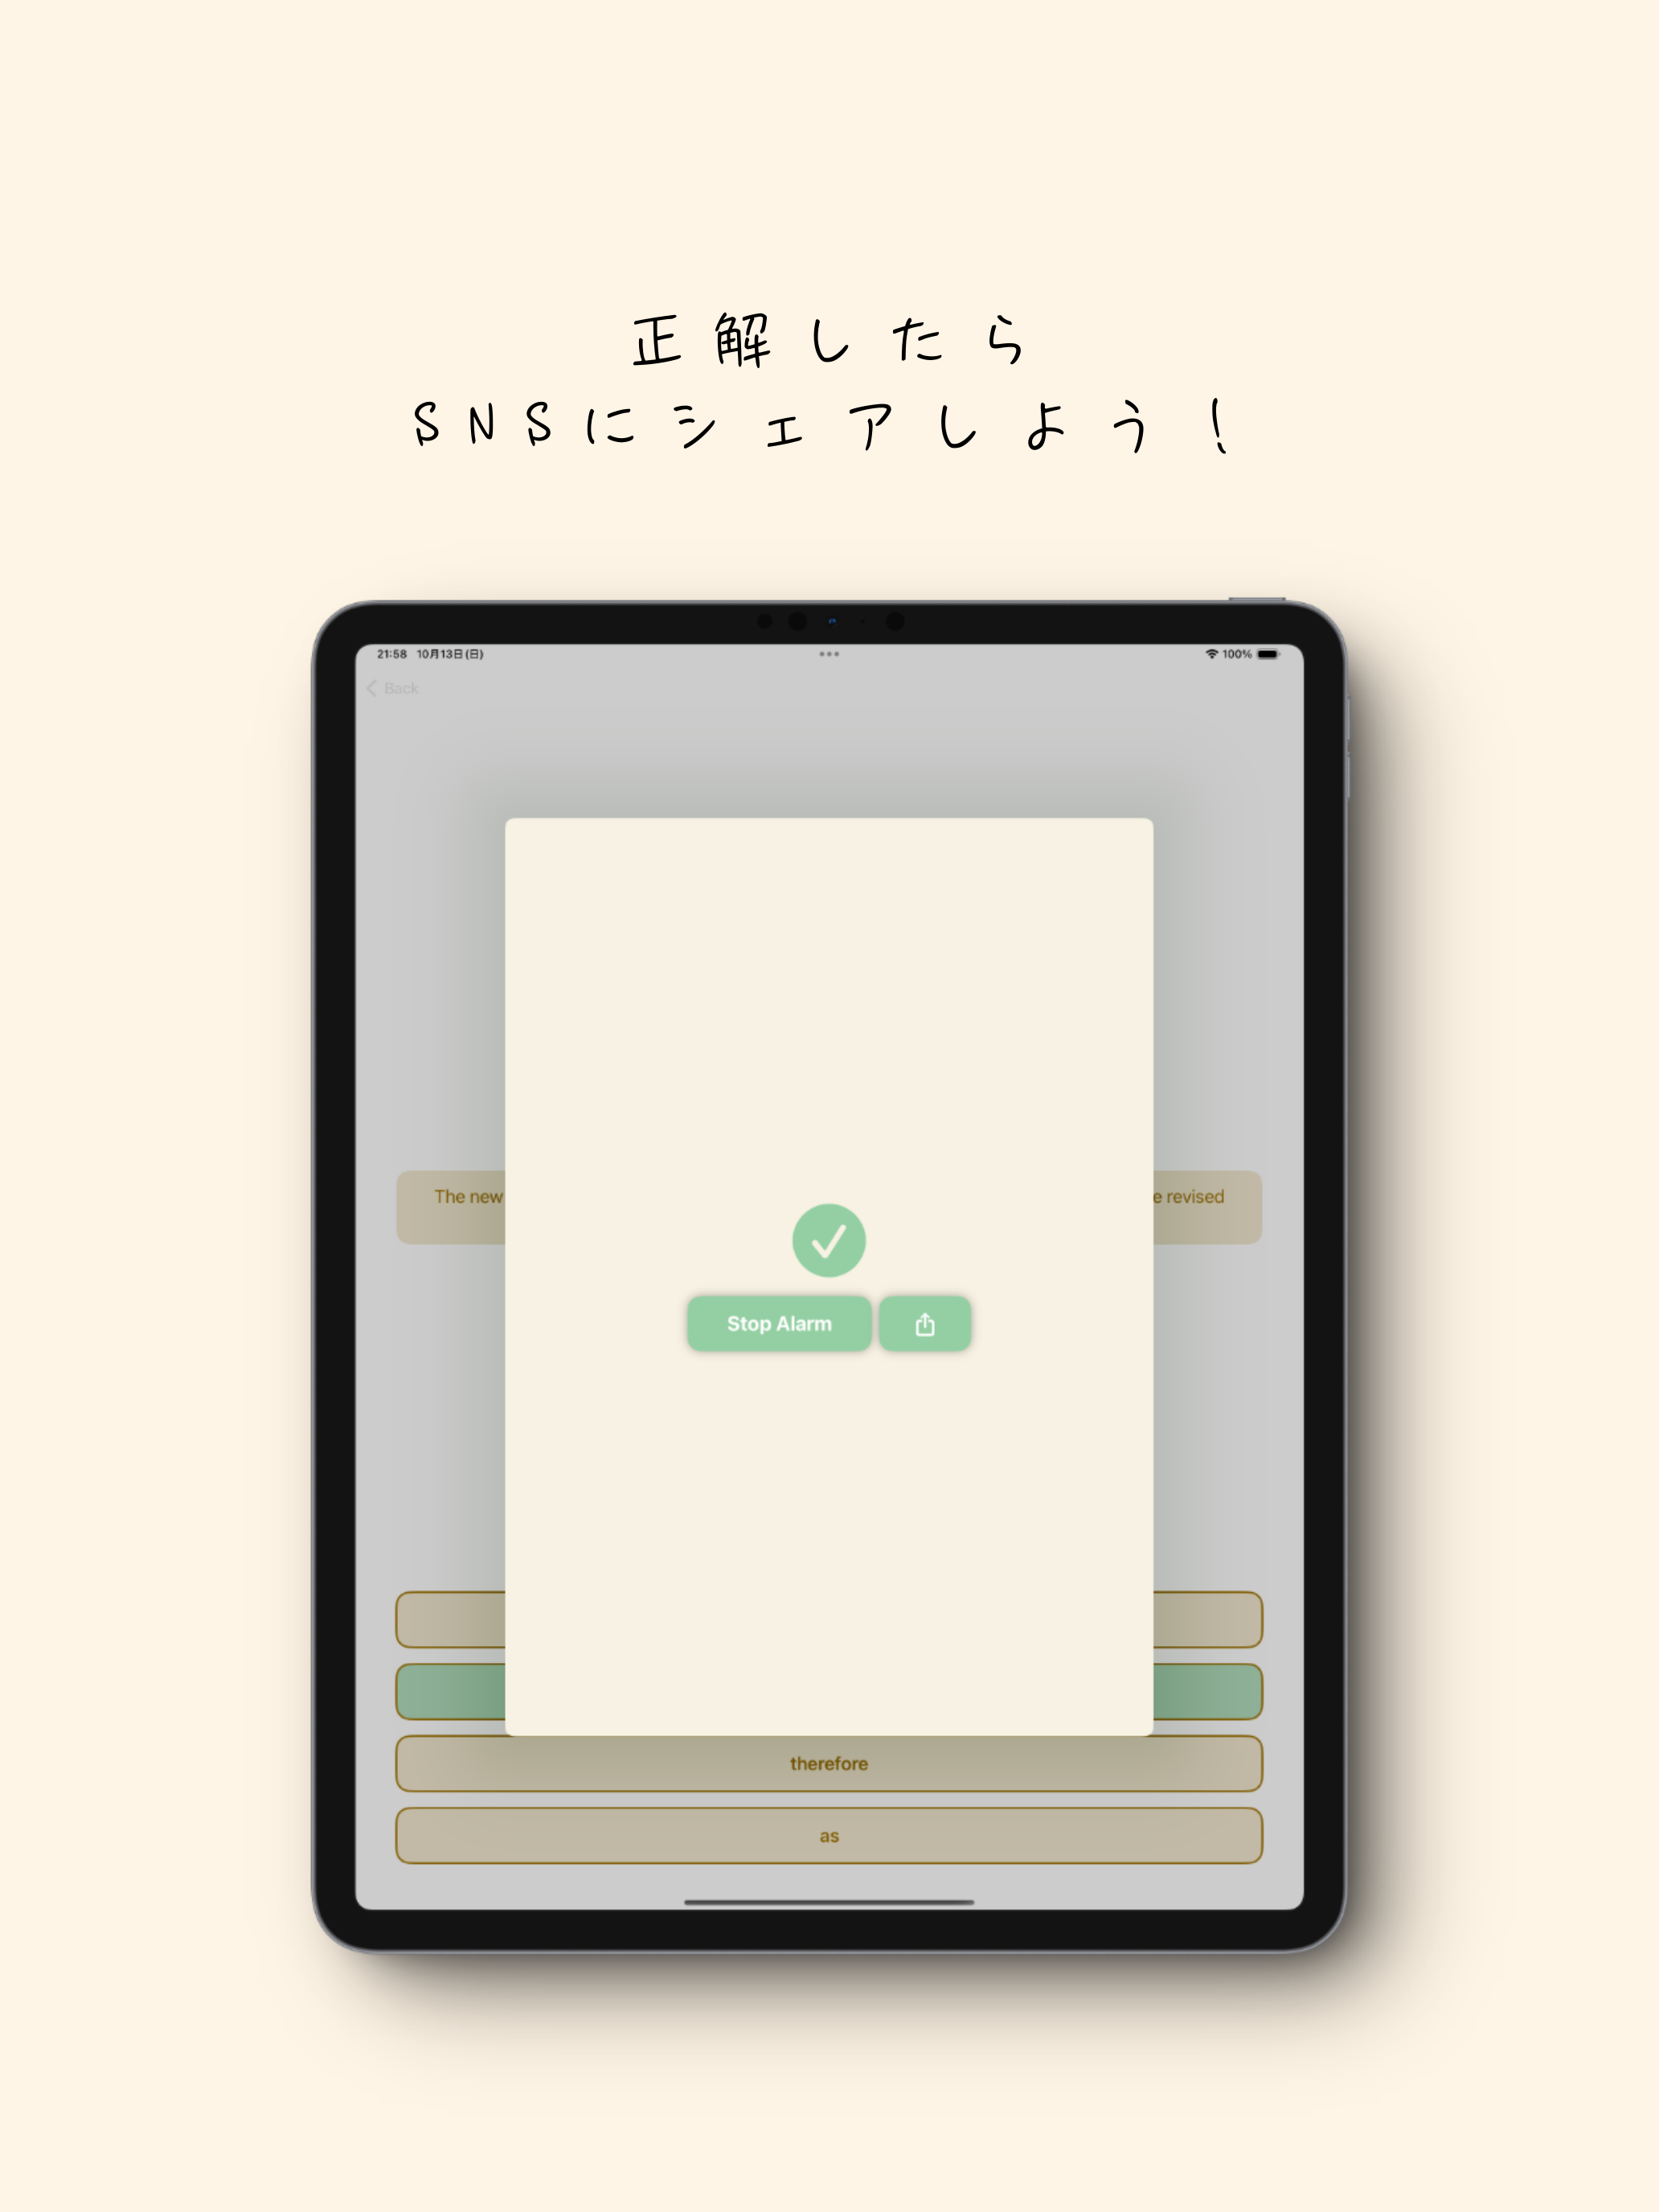 正解したら
SNSにシェアしよう!
21:58 10月13日(日)
100%
Back
The new
e revised
Stop Alarm
therefore
as